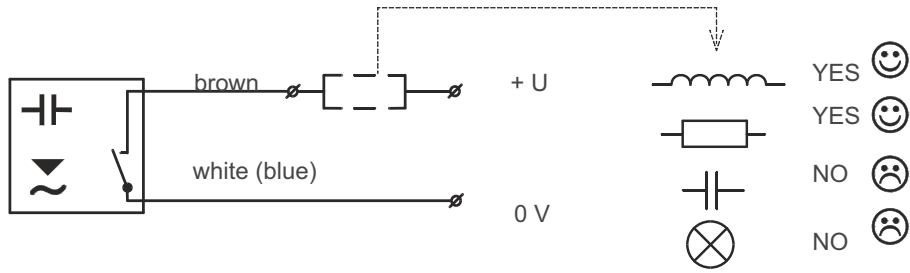 brown
+ U
YES
YES
white (blue)
NO
0 V
NO